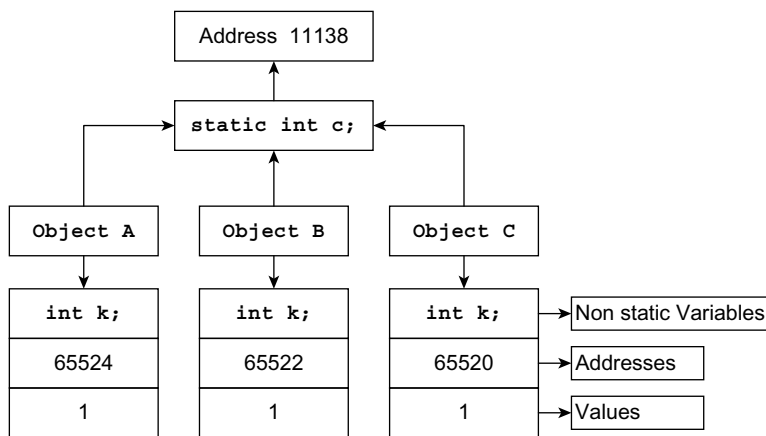 Address 11138
static int c;
Object A
Object B
Object C
int k;
int k;
int k;
Non static Variables
65524
65522
65520
Addresses
1
1
1
Values